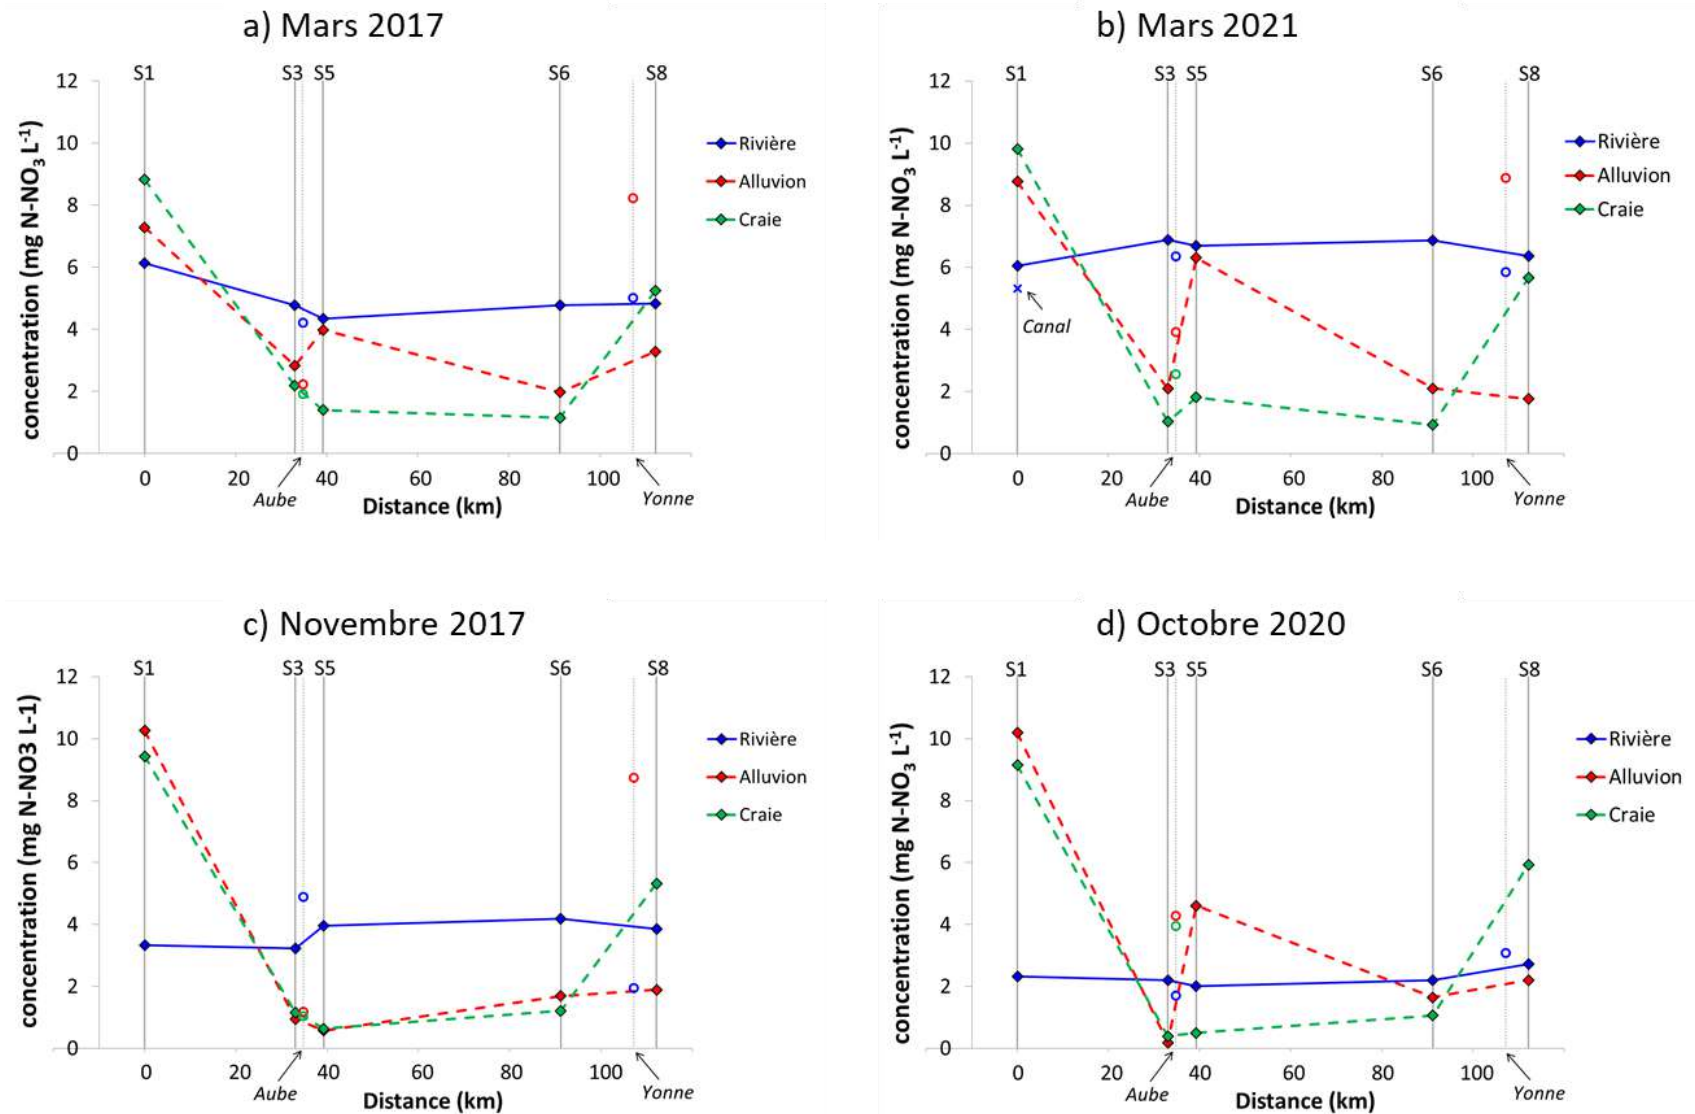 a) Mars 2017
S1 S3 S5 S6 S8
12
10
8
6
4
2
0
concentration (mg N-NO3 L-1)
Rivière
Alluvion
Craie
0 20 40 60 80 100
Aube
Distance (km)
Yonne
b) Mars 2021
S1 S3 S5 S6 S8
12
10
8
6
4
2
0
concentration (mg N-NO3 L-1)
Canal
Rivière
Alluvion
Craie
0 20 40 60 80 100
Aube
Distance (km)
Yonne
c) Novembre 2017
S1 S3 S5 S6 S8
12
10
8
6
4
2
0
concentration (mg N-NO3 L-1)
Rivière
Alluvion
Craie
0 20 40 60 80 100
Aube
Distance (km)
Yonne
d) Octobre 2020
S1 S3 S5 S6 S8
12
10
8
6
4
2
0
concentration (mg N-NO3 L-1)
Rivière
Alluvion
Craie
0 20 40 60 80 100
Aube
Distance (km)
Yonne